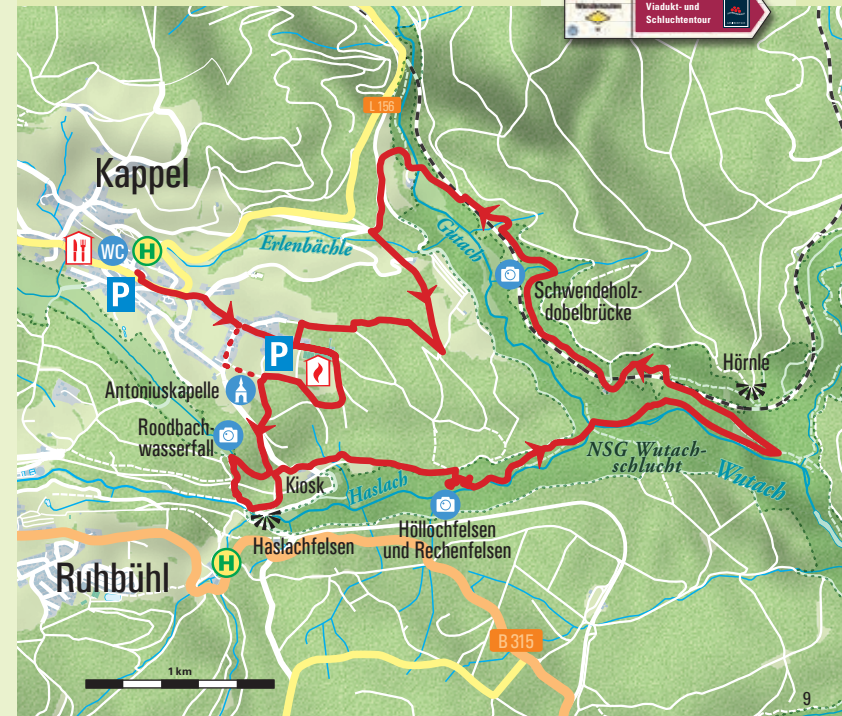 Viadukt- und
Schluchtentour
L 156
Kappel
WC
H
Erlenbächle
Gutach
P
Schwendeholz-
dobelbrücke
P
Hörnle
Antoniuskapelle
Roodbach-
wasserfall
NSG Wutach-
schlucht
Wutach
Kiosk
Haslach
Höllochfelsen
und Rechenfelsen
Haslachfelsen
H
Ruhbühl
B 315
1 km
9